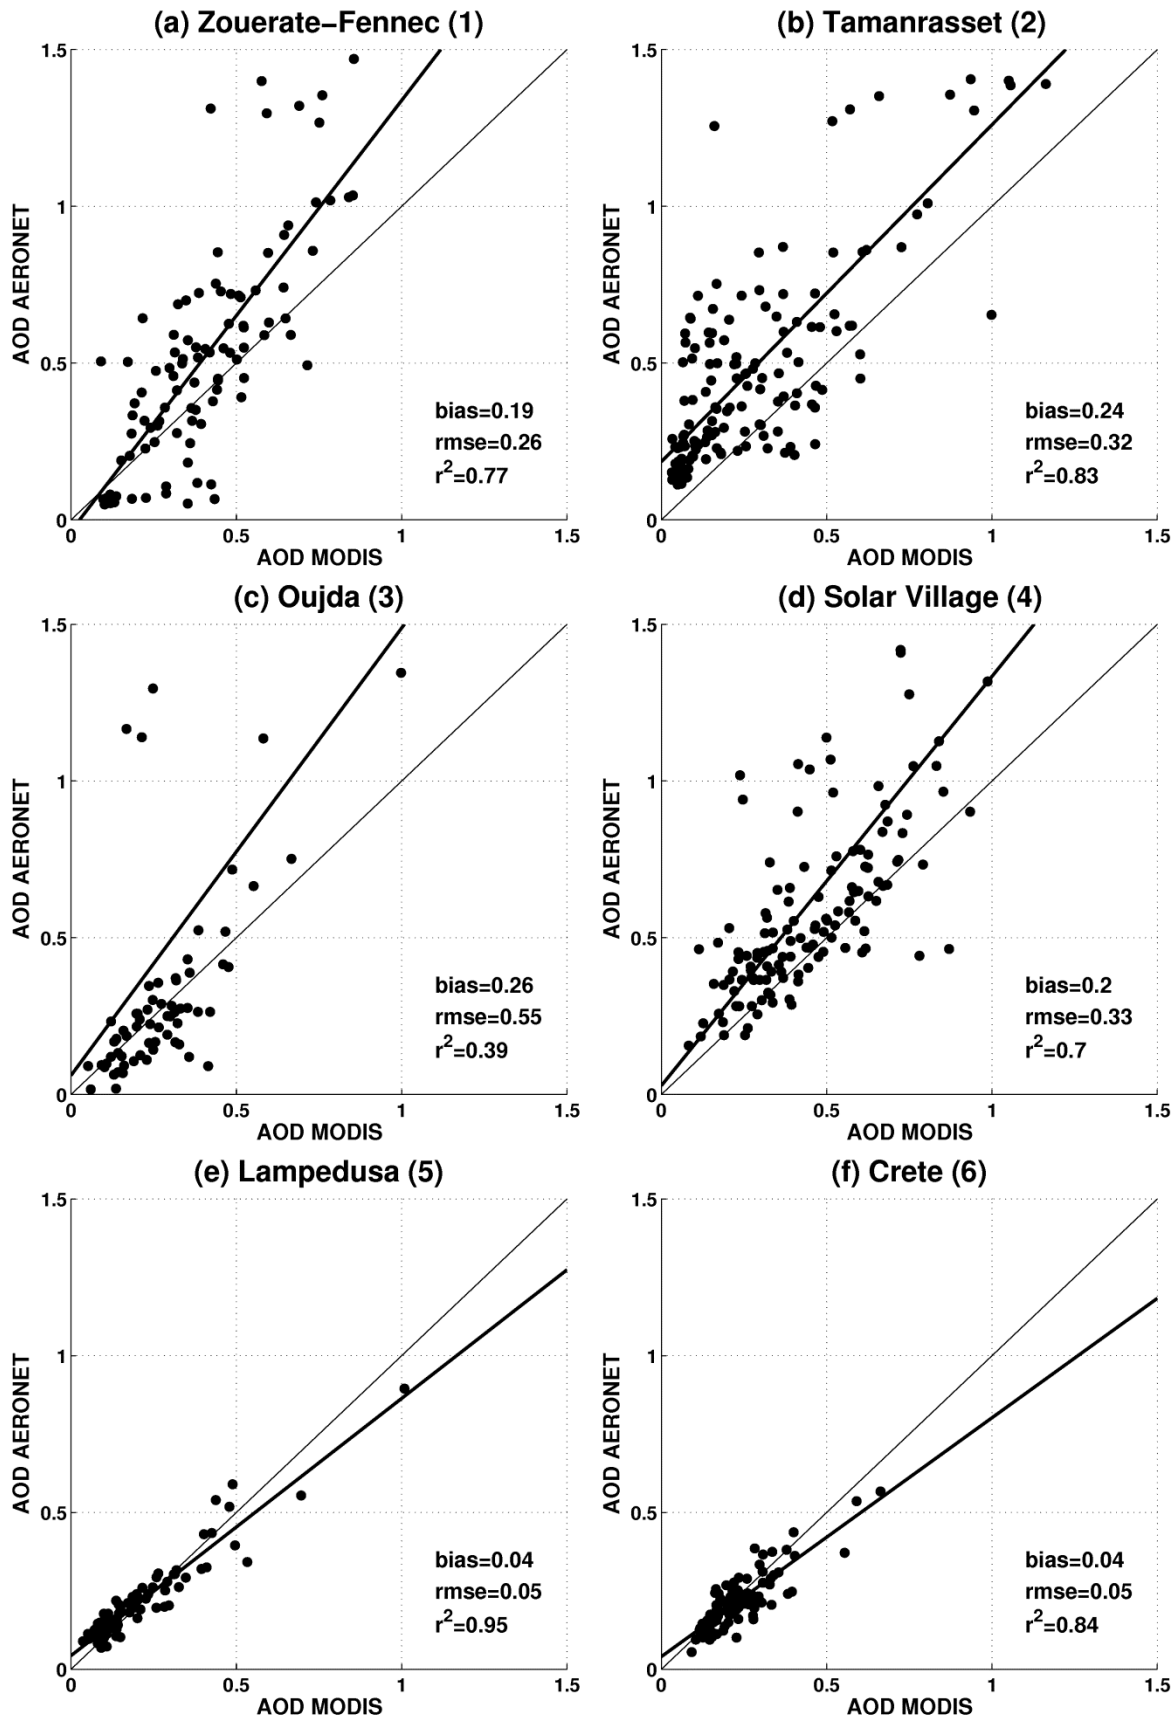 (a) Zouerate−Fennec (1)
1.5
1
0.5
0
AOD AERONET
bias=0.19
rmse=0.26
r²=0.77
0 0.5 1 1.5
AOD MODIS
(b) Tamanrasset (2)
1.5
1
0.5
0
AOD AERONET
bias=0.24
rmse=0.32
r²=0.83
0 0.5 1 1.5
AOD MODIS
(c) Oujda (3)
1.5
1
0.5
0
AOD AERONET
bias=0.26
rmse=0.55
r²=0.39
0 0.5 1 1.5
AOD MODIS
(d) Solar Village (4)
1.5
1
0.5
0
AOD AERONET
bias=0.2
rmse=0.33
r²=0.7
0 0.5 1 1.5
AOD MODIS
(e) Lampedusa (5)
1.5
1
0.5
0
AOD AERONET
bias=0.04
rmse=0.05
r²=0.95
0 0.5 1 1.5
AOD MODIS
(f) Crete (6)
1.5
1
0.5
0
AOD AERONET
bias=0.04
rmse=0.05
r²=0.84
0 0.5 1 1.5
AOD MODIS